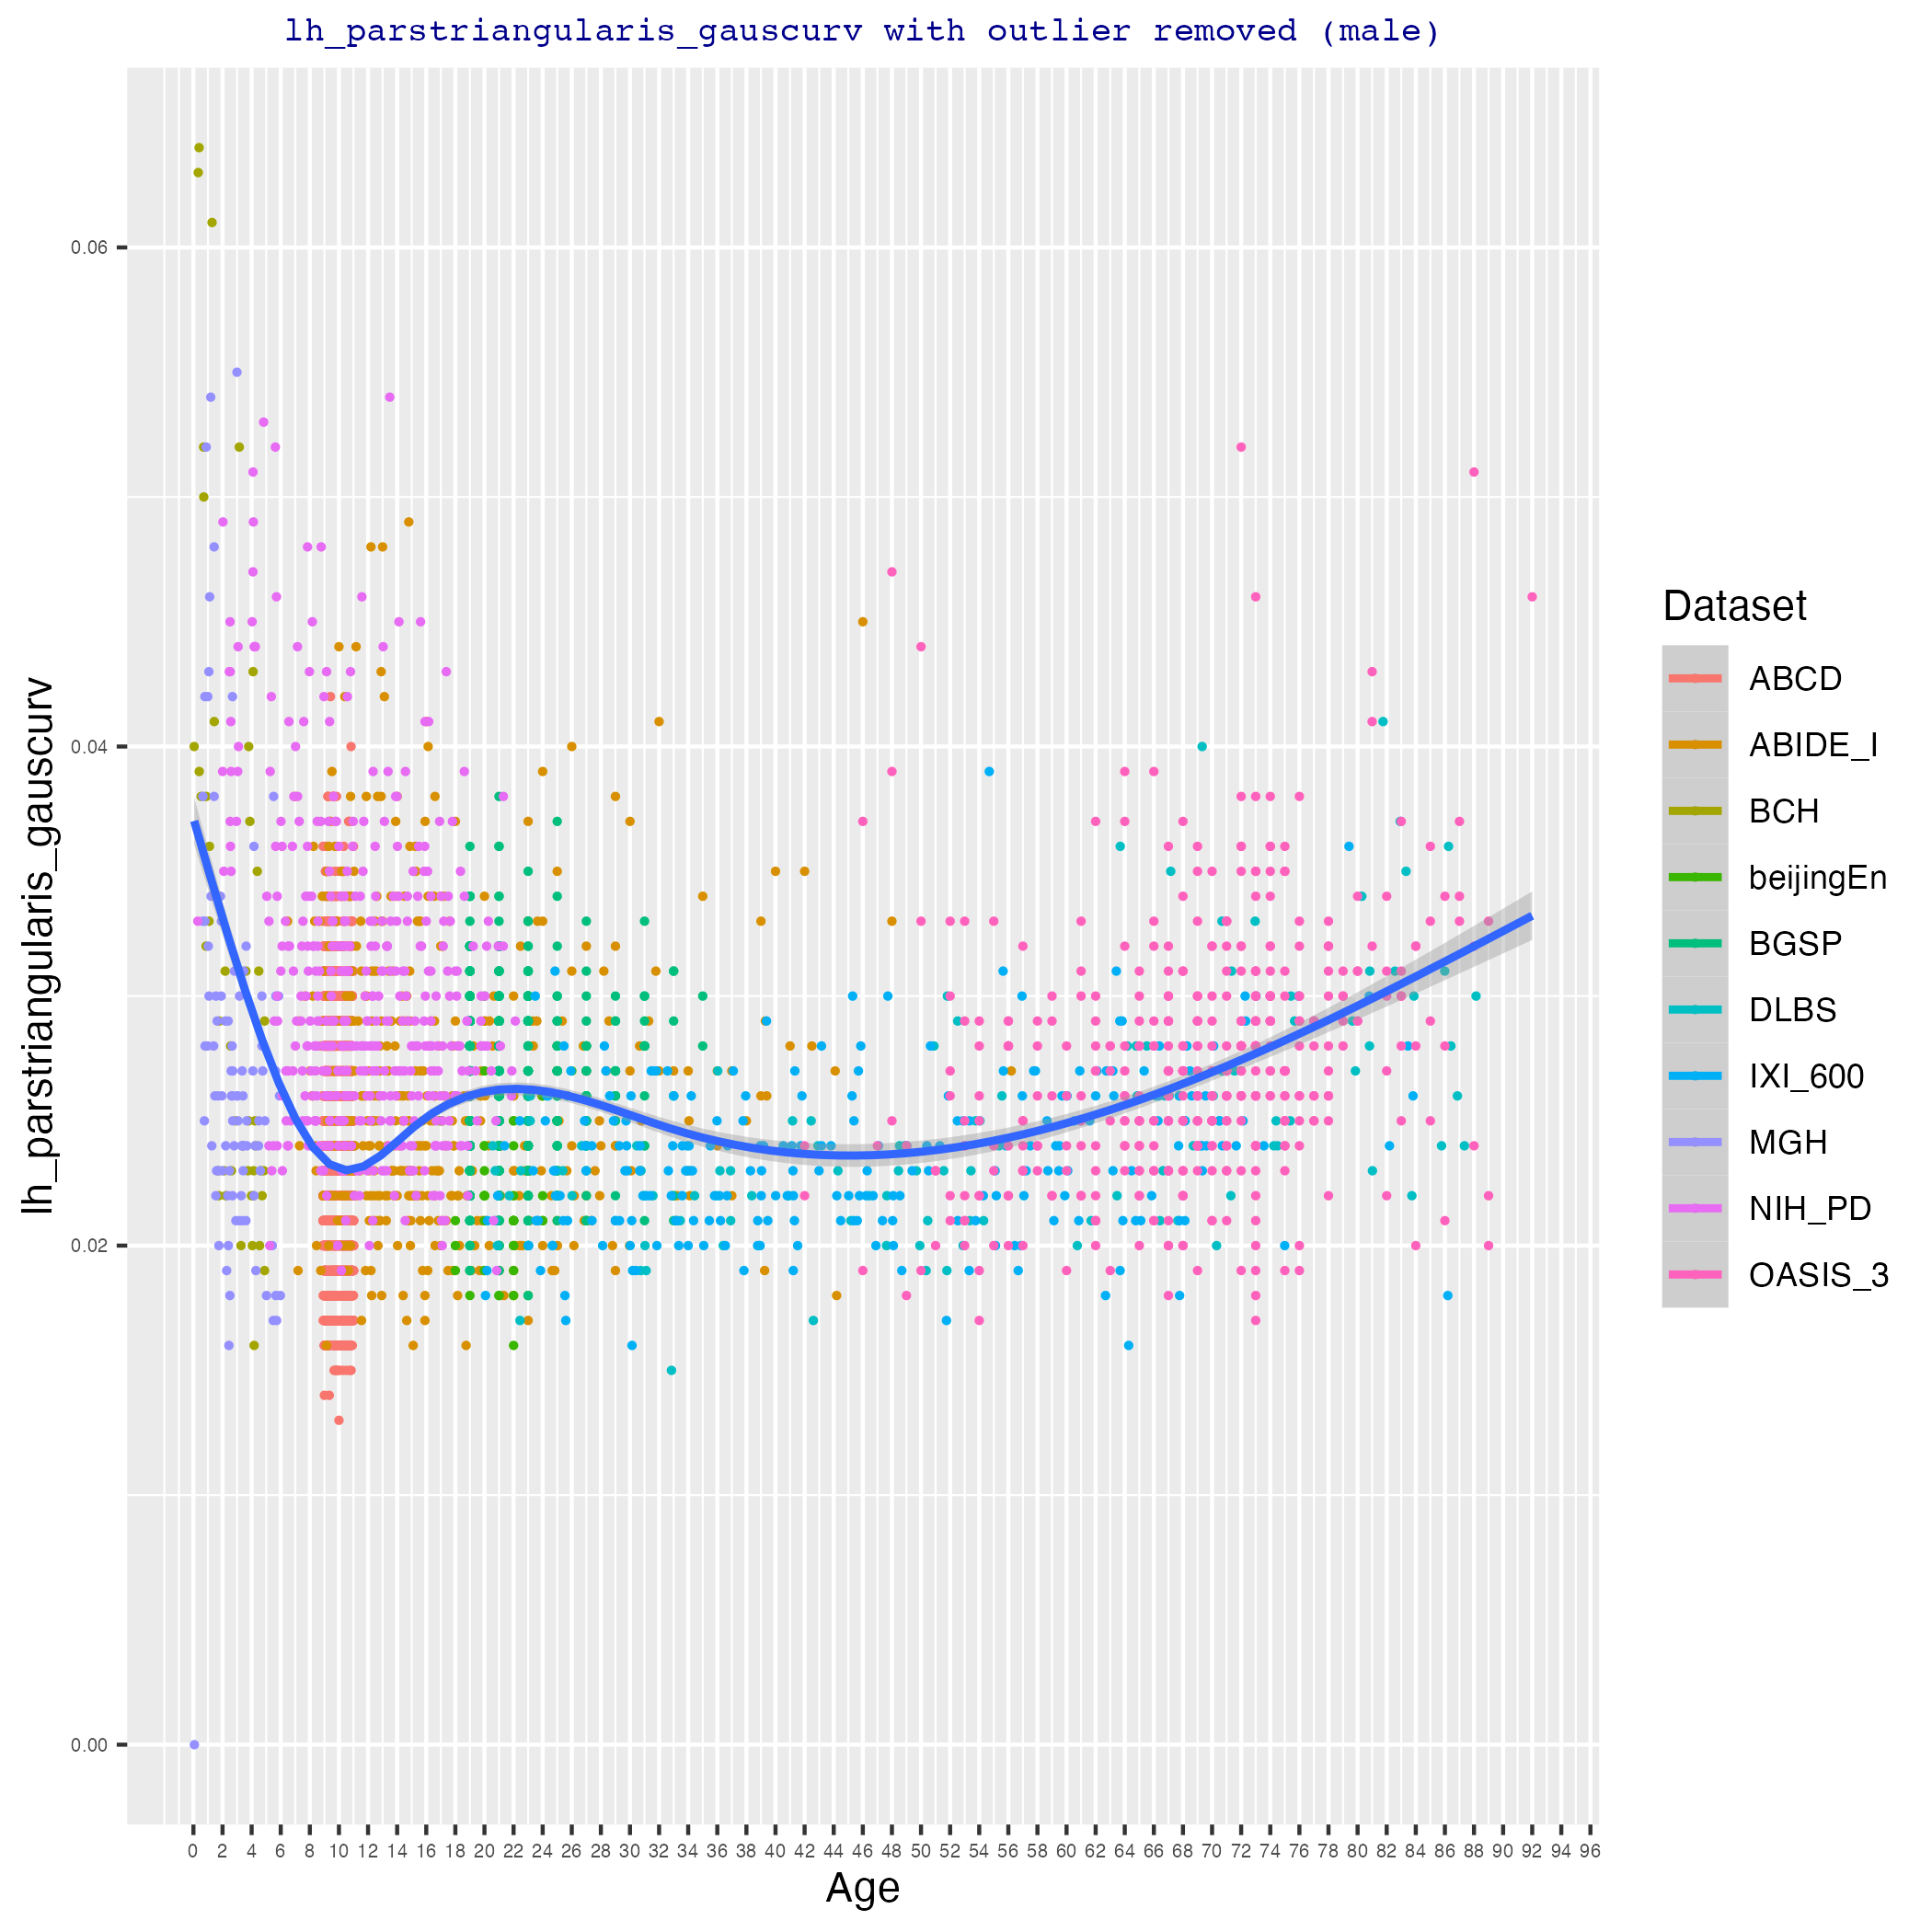 lh_parstriangularis_gauscurv with outlier removed (male)
lh_parstriangularis_gauscurv
0.06
0.04
0.02
0.00
0 2 4 6 8 10 12 14 16 18 20 22 24 26 28 30 32 34 36 38 40 42 44 46 48 50 52 54 56 58 60 62 64 66 68 70 72 74 76 78 80 82 84 86 88 90 92 94 96
Age
Dataset
ABCD
ABIDE_I
BCH
beijingEn
BGSP
DLBS
IXI_600
MGH
NIH_PD
OASIS_3